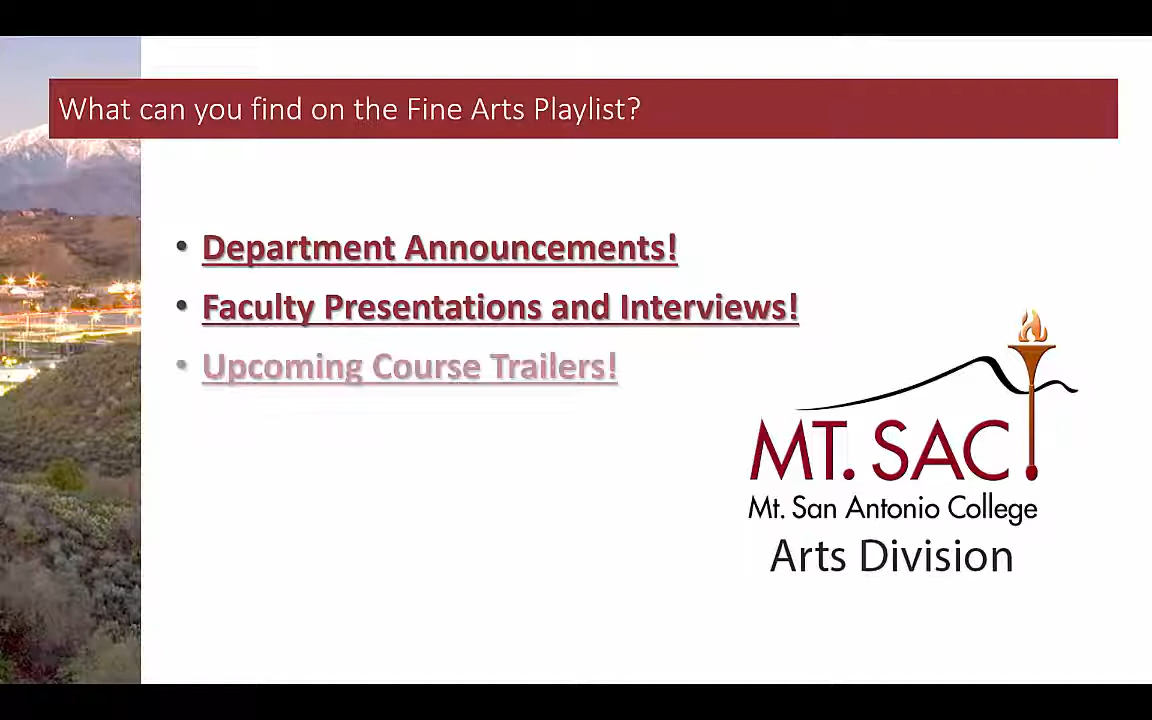 What can you find on the Fine Arts Playlist?
• Department Announcements!
• Faculty Presentations and Interviews!
• Upcoming Course Trailers!
MT. SAC
Mt. San Antonio College
Arts Division